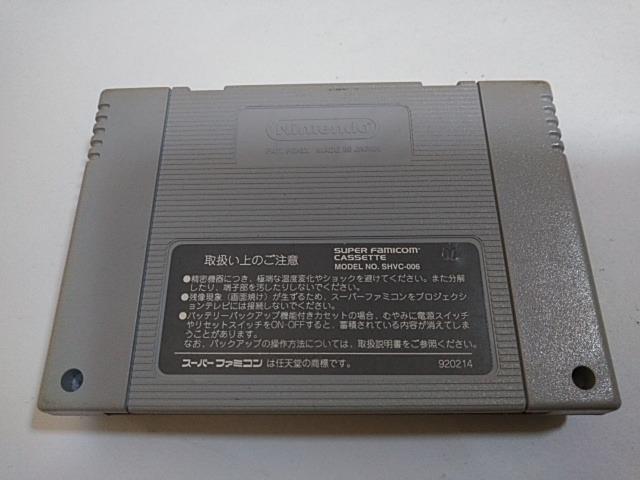 Nintendo
PAT. PEND. MADE IN JAPAN
取扱い上のご注意
SUPER FAMICOM
CASSETTE
MODEL NO. SHVC-006
●精密機器につき、極端な温度変化やショックを避けてください。また分解
したり、端子部を汚したりしないでください。
●残像現象（画面焼け）が生ずるため、スーパーファミコンをプロジェクシ
ョンテレビには接続しないでください。
●バッテリーバックアップ機能付きカセットの場合、むやみに電源スイッチ
やリセットスイッチをON-OFFすると、蓄積されている内容が消えてしま
うことがあります。
なお、バックアップの操作方法については、取扱説明書をご参照ください。
スーパーファミコン は任天堂の商標です。
920214